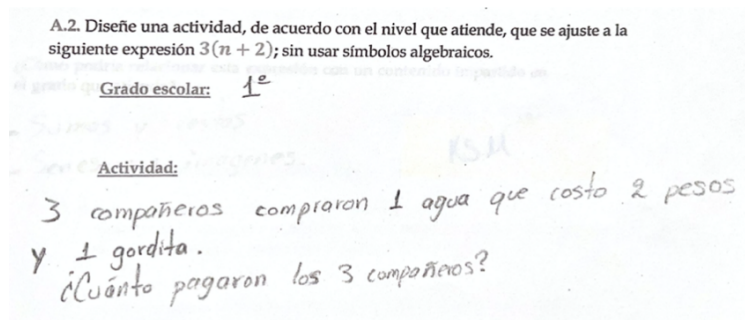 A.2. Diseñe una actividad, de acuerdo con el nivel que atiende, que se ajuste a la
siguiente expresión 3(n + 2); sin usar símbolos algebraicos.
Grado escolar: 1º
Actividad:
3 compañeros compraron 1 agua que costo 2 pesos
y 1 gordita.
¿Cuánto pagaron los 3 compañeros?